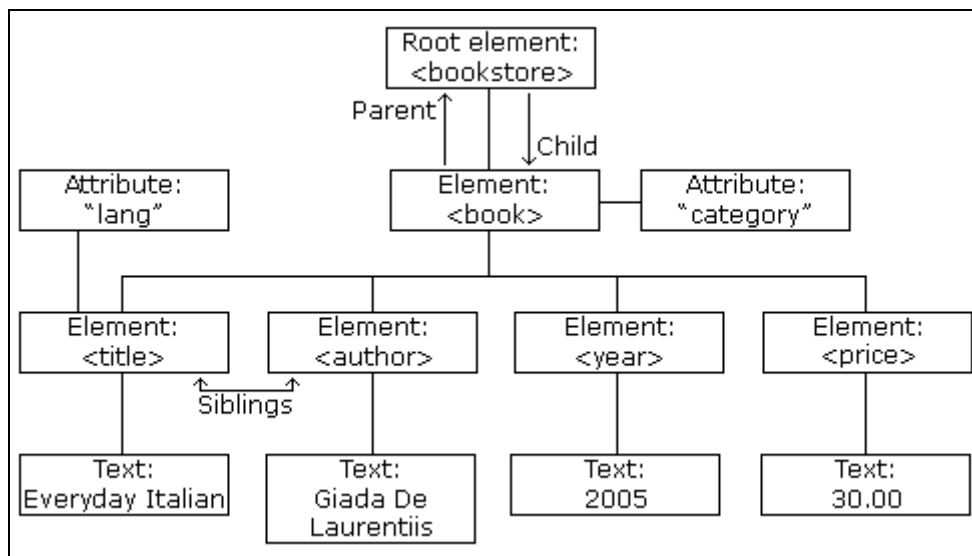 Root element:
<bookstore>
Parent
Child
Attribute:
“lang”
Element:
<book>
Attribute:
“category”
Element:
<title>
Element:
<author>
Element:
<year>
Element:
<price>
Siblings
Text:
Everyday Italian
Text:
Giada De
Laurentiis
Text:
2005
Text:
30.00